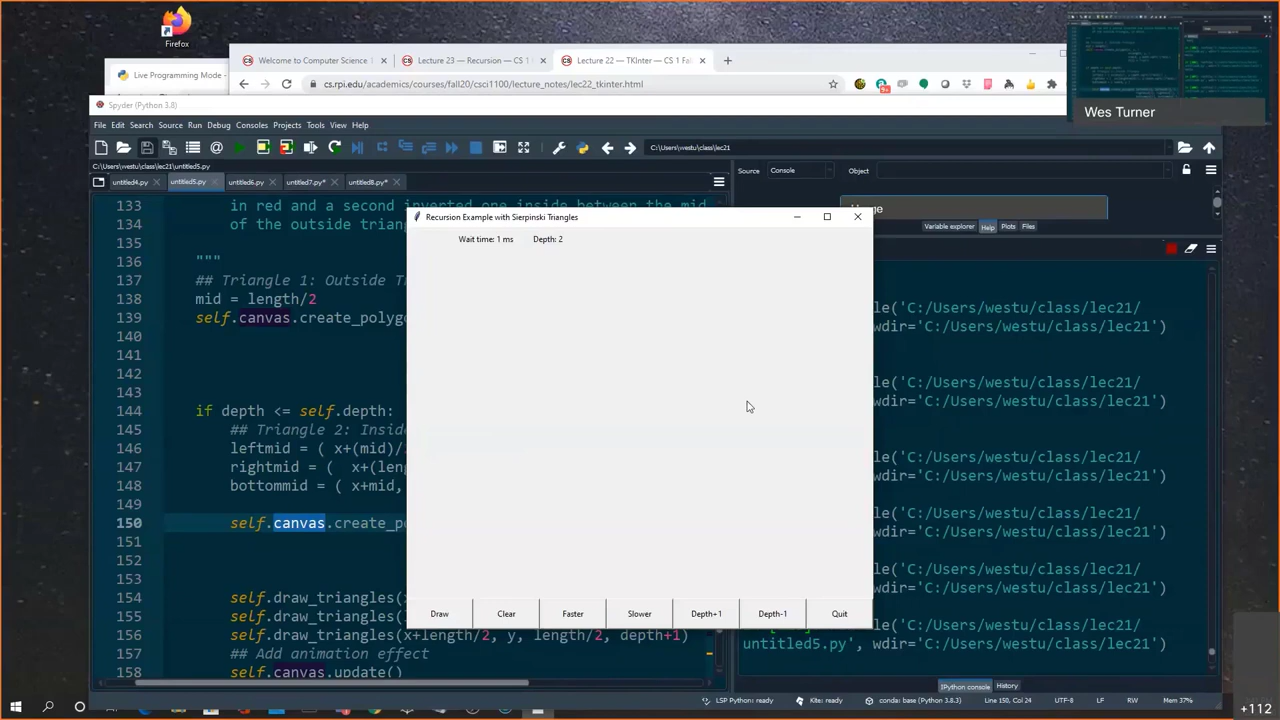 Firefox
Wes Turner
Live Programming Mode -
Welcome to Computer Science
Lecture 23 — Recursion — CS 1
Lecture 22 — TKInter — CS 1 Fal
cs.rpi.edu/academics/courses/fall20/csci1100/lecture_notes/lec22_tkinter.html
Spyder (Python 3.8)
File Edit Search Source Run Debug Consoles Projects Tools View Help
C:\Users\westu\class\lec21
C:\Users\westu\class\lec21\untitled5.py
Source Console Object
untitled4.py untitled5.py untitled6.py untitled7.py* untitled8.py*
133 in red and a second inverted one inside between the mid
134 of the outside trian
135
136 """
137 ## Triangle 1: Outside T
138 mid = length/2
139 self.canvas.create_polygo
140
141
142
143
144 if depth <= self.depth:
145 ## Triangle 2: Insid
146 leftmid = ( x+(mid)/
147 rightmid = ( x+(leng
148 bottommid = ( x+mid,
149
150 self.canvas.create_po
151
152
153
154 self.draw_triangles(x
155 self.draw_triangles(x
156 self.draw_triangles(x+length/2, y, length/2, depth+1)
157 ## Add animation effect
158 self.canvas.update()
Recursion Example with Sierpinski Triangles
Wait time: 1 ms Depth: 2
Draw Clear Faster Slower Depth+1 Depth-1 Quit
Variable explorer Help Plots Files
le('C:/Users/westu/class/lec21/
wdir='C:/Users/westu/class/lec21')
le('C:/Users/westu/class/lec21/
wdir='C:/Users/westu/class/lec21')
le('C:/Users/westu/class/lec21/
wdir='C:/Users/westu/class/lec21')
le('C:/Users/westu/class/lec21/
wdir='C:/Users/westu/class/lec21')
le('C:/Users/westu/class/lec21/
wdir='C:/Users/westu/class/lec21')
le('C:/Users/westu/class/lec21/
untitled5.py', wdir='C:/Users/westu/class/lec21')
IPython console History
LSP Python: ready Kite: ready conda: base (Python 3.8.3) Line 150, Col 24 UTF-8 LF RW Mem 37%
+112